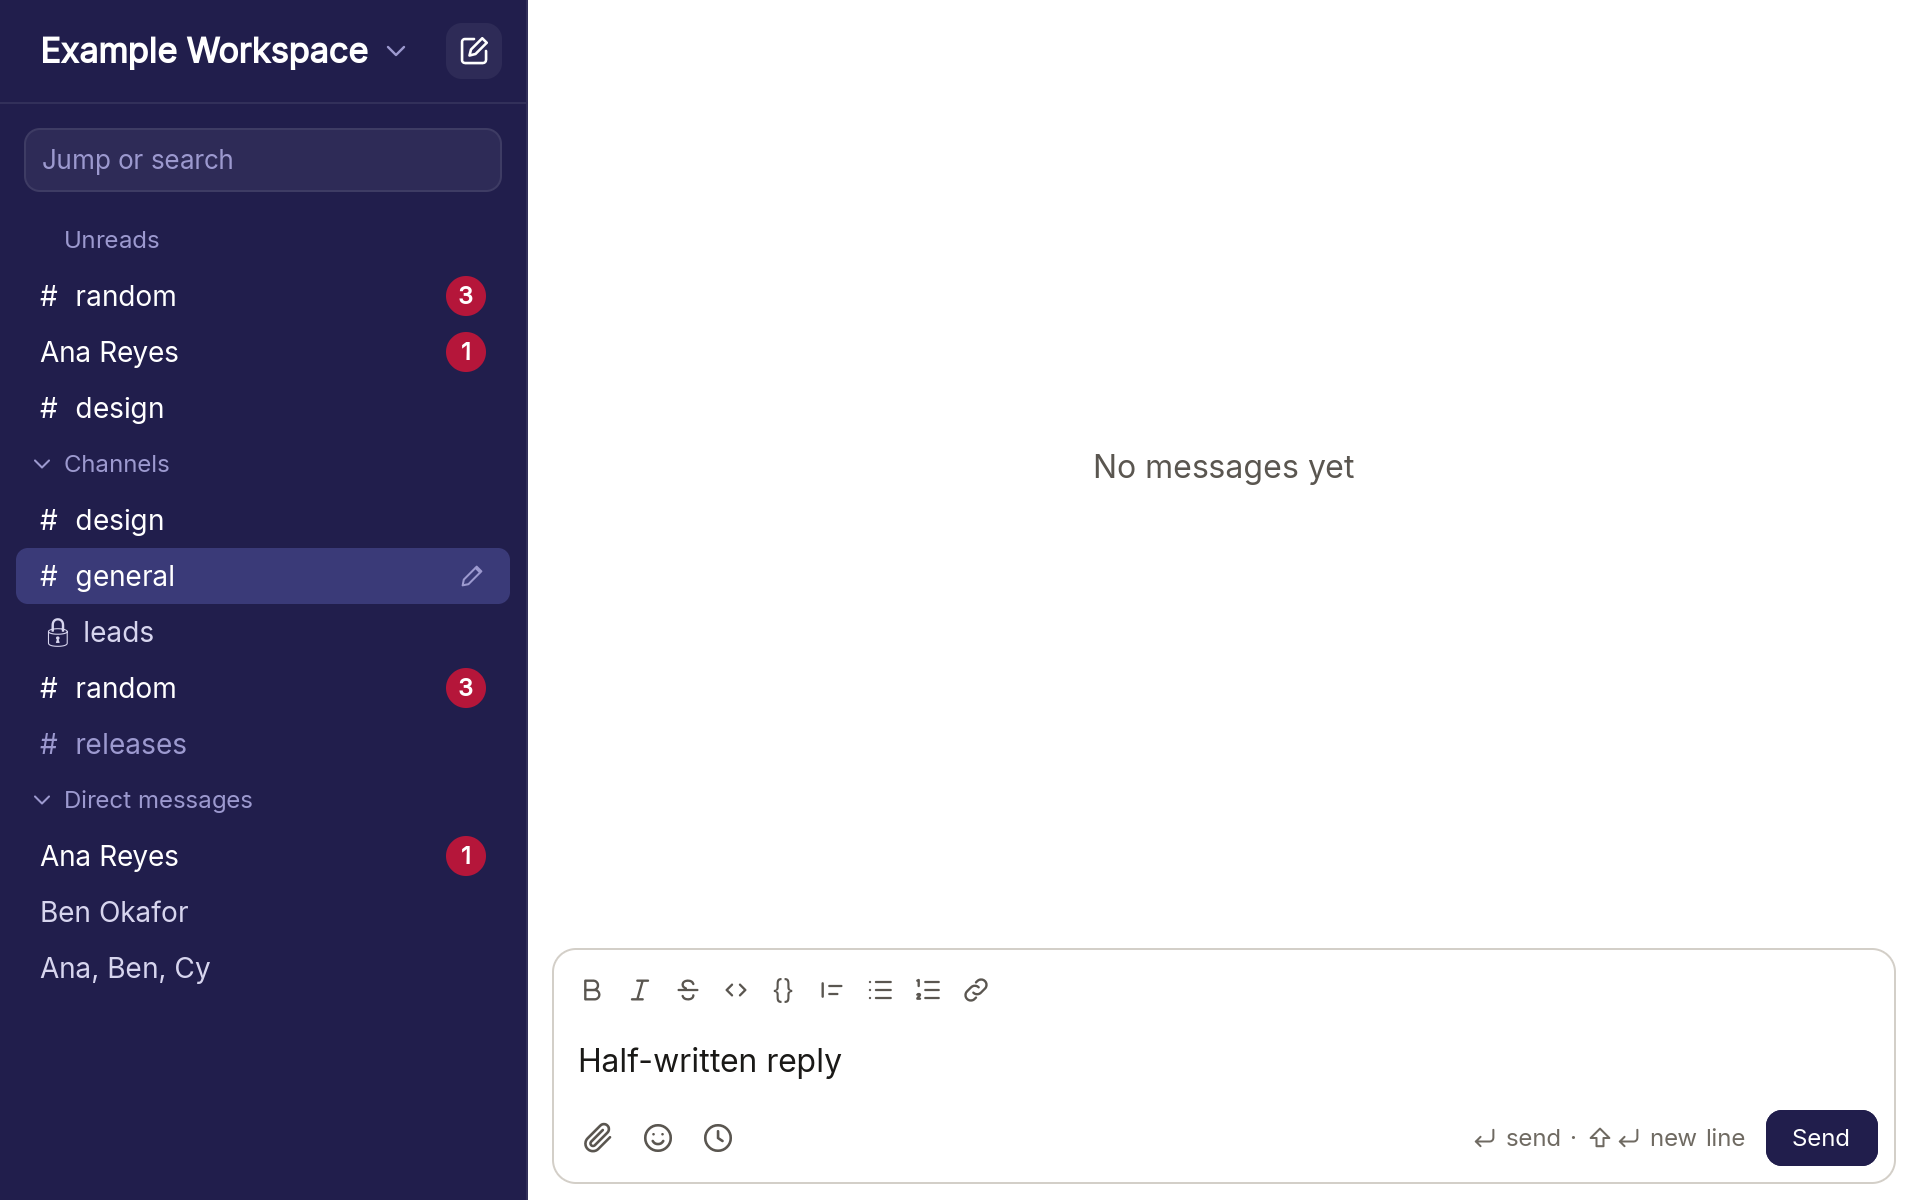 Example Workspace
Jump or search
Unreads
# random 3
Ana Reyes 1
# design
Channels
# design
# general
leads
# random 3
# releases
Direct messages
Ana Reyes 1
Ben Okafor
Ana, Ben, Cy
No messages yet
Half-written reply
send · new line
Send